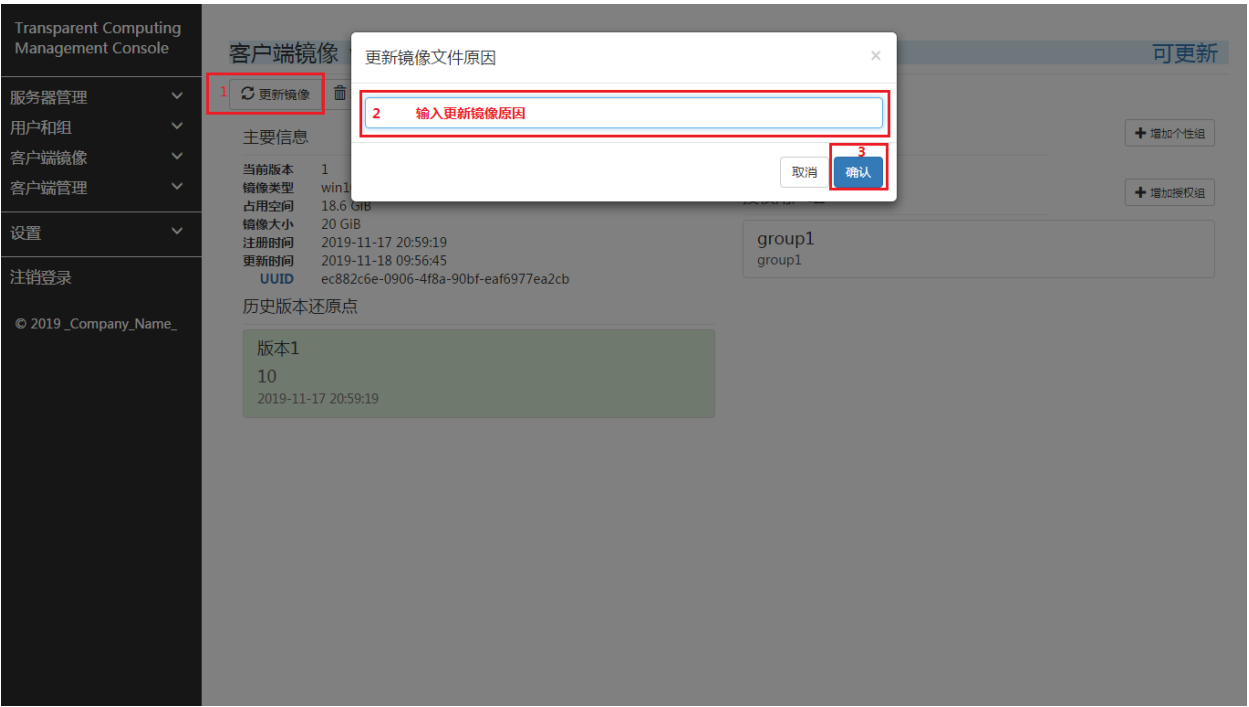 Transparent Computing
Management Console
服务器管理
用户和组
客户端镜像
客户端管理
设置
注销登录
© 2019 _Company_Name_
客户端镜像
可更新
更新镜像文件原因
×
1 更新镜像
2 输入更新镜像原因
3
取消 确认
主要信息
当前版本 1
镜像类型
占用空间 18.6 GiB
镜像大小 20 GiB
注册时间 2019-11-17 20:59:19
更新时间 2019-11-18 09:56:45
UUID ec882c6e-0906-4f8a-90bf-eaf6977ea2cb
历史版本还原点
版本1
10
2019-11-17 20:59:19
增加个性组
增加授权组
group1
group1